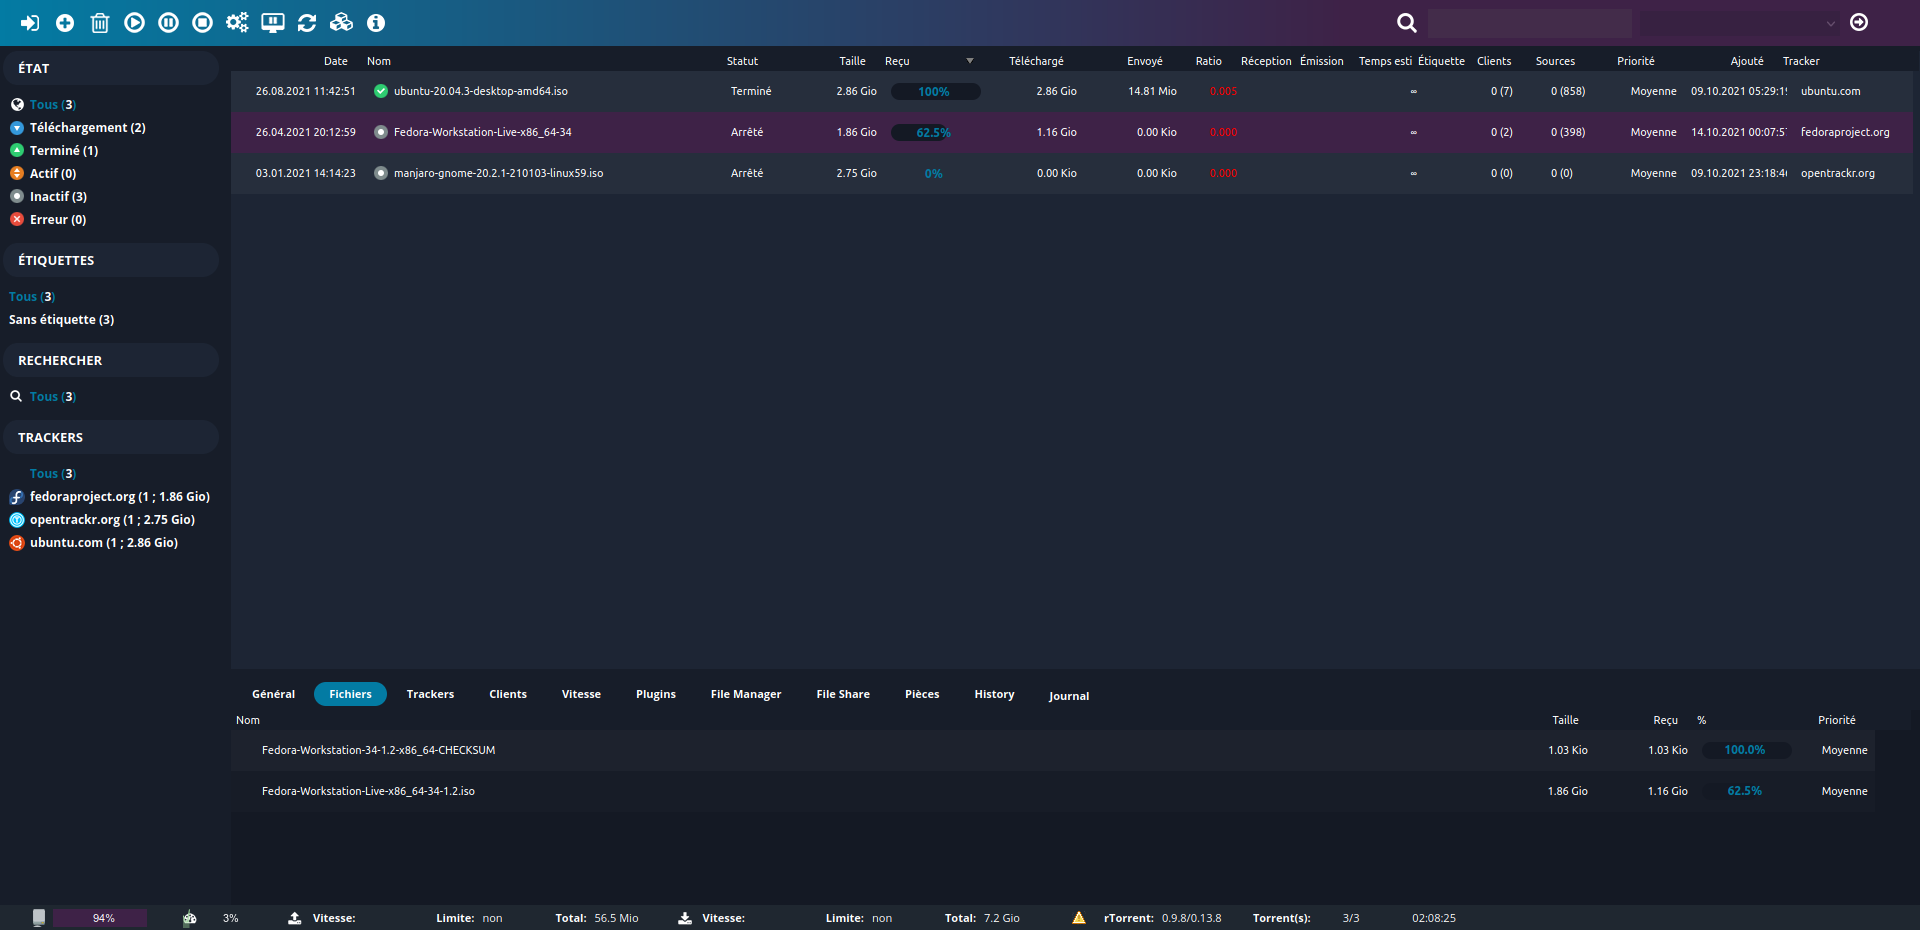 ÉTAT
Tous (3)
Téléchargement (2)
Terminé (1)
Actif (0)
Inactif (3)
Erreur (0)
ÉTIQUETTES
Tous (3)
Sans étiquette (3)
RECHERCHER
Tous (3)
TRACKERS
Tous (3)
fedoraproject.org (1 ; 1.86 Gio)
opentrackr.org (1 ; 2.75 Gio)
ubuntu.com (1 ; 2.86 Gio)
Date Nom Statut Taille Reçu Téléchargé Envoyé Ratio Réception Émission Temps esti Étiquette Clients Sources Priorité Ajouté Tracker
26.08.2021 11:42:51 ubuntu-20.04.3-desktop-amd64.iso Terminé 2.86 Gio 100% 2.86 Gio 14.81 Mio 0.005 ∞ 0 (7) 0 (858) Moyenne 09.10.2021 05:29:1 ubuntu.com
26.04.2021 20:12:59 Fedora-Workstation-Live-x86_64-34 Arrêté 1.86 Gio 62.5% 1.16 Gio 0.00 Kio 0.000 ∞ 0 (2) 0 (398) Moyenne 14.10.2021 00:07:5 fedoraproject.org
03.01.2021 14:14:23 manjaro-gnome-20.2.1-210103-linux59.iso Arrêté 2.75 Gio 0% 0.00 Kio 0.00 Kio 0.000 ∞ 0 (0) 0 (0) Moyenne 09.10.2021 23:18:4 opentrackr.org
Général Fichiers Trackers Clients Vitesse Plugins File Manager File Share Pièces History Journal
Nom Taille Reçu % Priorité
Fedora-Workstation-34-1.2-x86_64-CHECKSUM 1.03 Kio 1.03 Kio 100.0% Moyenne
Fedora-Workstation-Live-x86_64-34-1.2.iso 1.86 Gio 1.16 Gio 62.5% Moyenne
94% 3% Vitesse: Limite: non Total: 56.5 Mio Vitesse: Limite: non Total: 7.2 Gio rTorrent: 0.9.8/0.13.8 Torrent(s): 3/3 02:08:25